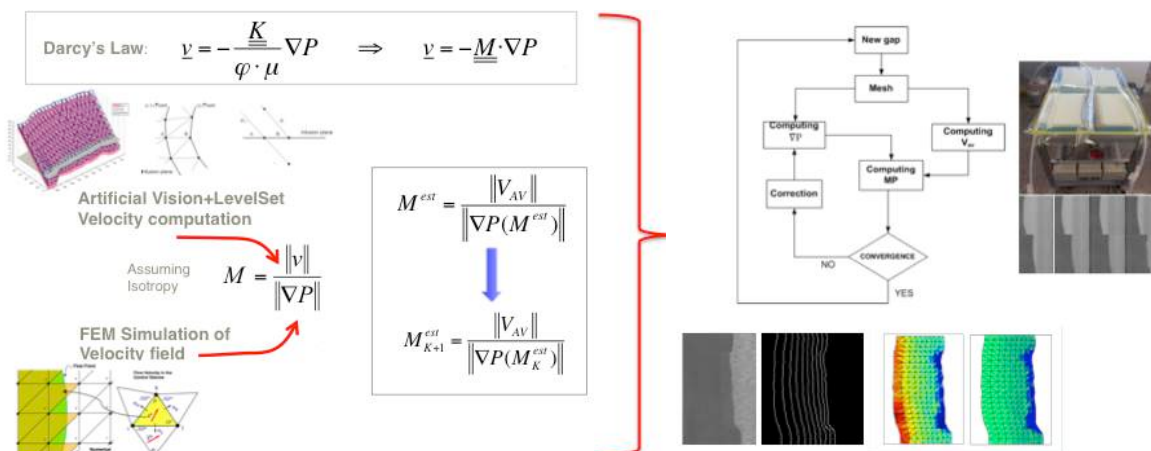 Darcy's Law: v = - K / φ · μ ∇P ⇒ v = -M·∇P
Artificial Vision+LevelSet
Velocity computation
Assuming
Isotropy
M = ‖v‖ / ‖∇P‖
FEM Simulation of
Velocity field
M^est = ‖V_AV‖ / ‖∇P(M^est)‖
M^est_K+1 = ‖V_AV‖ / ‖∇P(M^est_K)‖
New gap
Mesh
Computing
∇P
Computing
V_av
Computing
MP
Correction
CONVERGENCE
NO
YES
Numerical